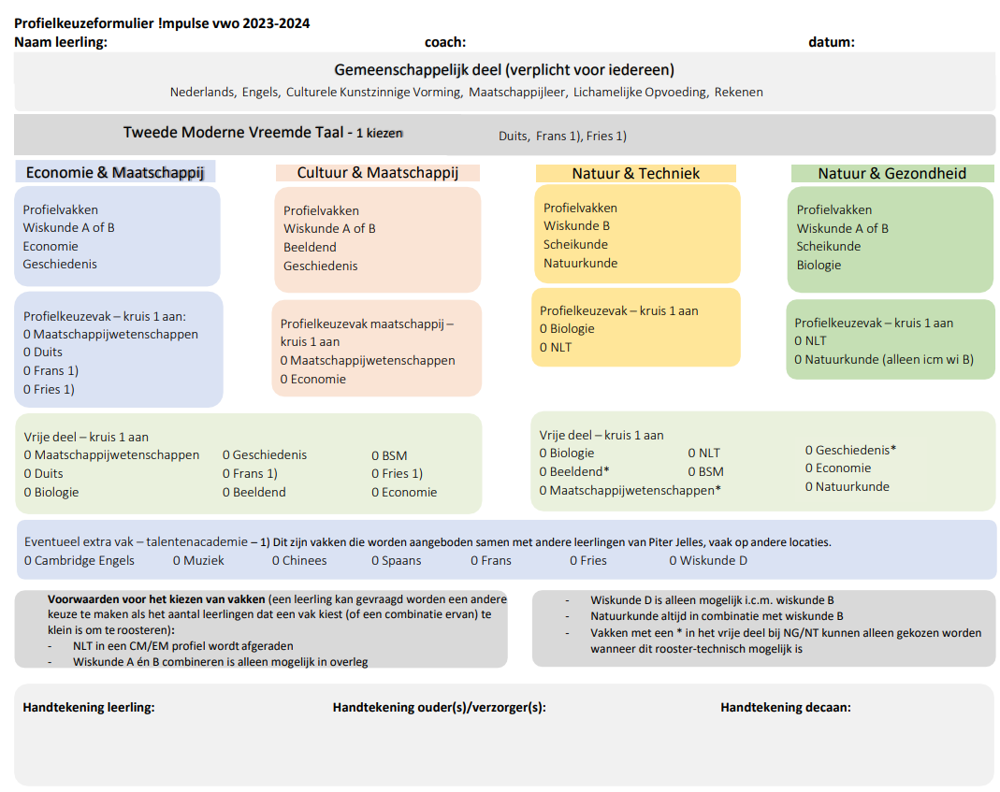 Profielkeuzeformulier !mpulse vwo 2023-2024
Naam leerling: coach: datum:
Gemeenschappelijk deel (verplicht voor iedereen)
Nederlands, Engels, Culturele Kunstzinnige Vorming, Maatschappijleer, Lichamelijke Opvoeding, Rekenen
Tweede Moderne Vreemde Taal - 1 kiezen
Duits, Frans 1), Fries 1)
Economie & Maatschappij
Profielvakken
Wiskunde A of B
Economie
Geschiedenis
Profielkeuzevak – kruis 1 aan:
0 Maatschappijwetenschappen
0 Duits
0 Frans 1)
0 Fries 1)
Cultuur & Maatschappij
Profielvakken
Wiskunde A of B
Beeldend
Geschiedenis
Profielkeuzevak maatschappij –
kruis 1 aan
0 Maatschappijwetenschappen
0 Economie
Natuur & Techniek
Profielvakken
Wiskunde B
Scheikunde
Natuurkunde
Profielkeuzevak – kruis 1 aan
0 Biologie
0 NLT
Natuur & Gezondheid
Profielvakken
Wiskunde A of B
Scheikunde
Biologie
Profielkeuzevak – kruis 1 aan
0 NLT
0 Natuurkunde (alleen icm wi B)
Vrije deel – kruis 1 aan
0 Maatschappijwetenschappen 0 Geschiedenis 0 BSM
0 Duits 0 Frans 1) 0 Fries 1)
0 Biologie 0 Beeldend 0 Economie
Vrije deel – kruis 1 aan
0 Biologie 0 NLT 0 Geschiedenis*
0 Beeldend* 0 BSM 0 Economie
0 Maatschappijwetenschappen* 0 Natuurkunde
Eventueel extra vak – talentenacademie – 1) Dit zijn vakken die worden aangeboden samen met andere leerlingen van Piter Jelles, vaak op andere locaties.
0 Cambridge Engels 0 Muziek 0 Chinees 0 Spaans 0 Frans 0 Fries 0 Wiskunde D
Voorwaarden voor het kiezen van vakken (een leerling kan gevraagd worden een andere
keuze te maken als het aantal leerlingen dat een vak kiest (of een combinatie ervan) te
klein is om te roosteren):
- NLT in een CM/EM profiel wordt afgeraden
- Wiskunde A én B combineren is alleen mogelijk in overleg
- Wiskunde D is alleen mogelijk i.c.m. wiskunde B
- Natuurkunde altijd in combinatie met wiskunde B
- Vakken met een * in het vrije deel bij NG/NT kunnen alleen gekozen worden
wanneer dit rooster-technisch mogelijk is
Handtekening leerling: Handtekening ouder(s)/verzorger(s): Handtekening decaan: